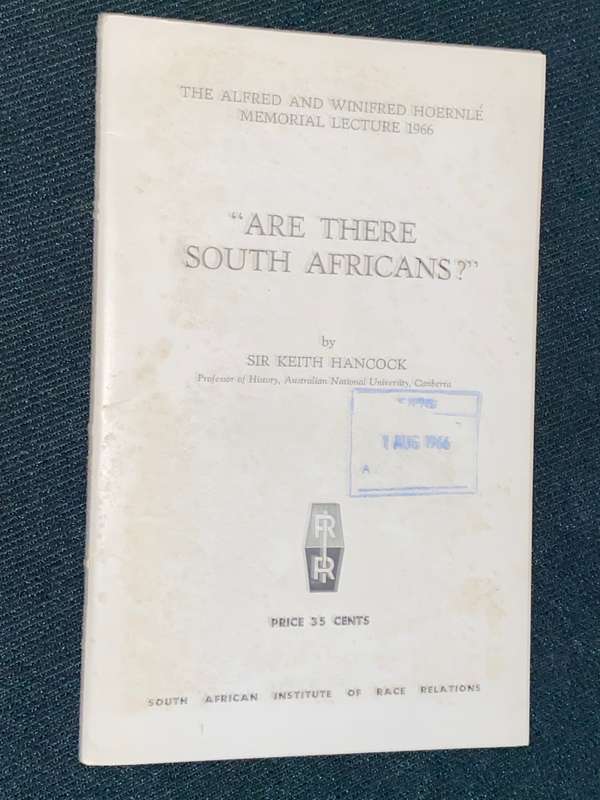 THE ALFRED AND WINIFRED HOERNLÉ
MEMORIAL LECTURE 1966
“ARE THERE
SOUTH AFRICANS?”
by
SIR KEITH HANCOCK
Professor of History, Australian National University, Canberra
1 AUG 1966
A
RR
PRICE 35 CENTS
SOUTH AFRICAN INSTITUTE OF RACE RELATIONS